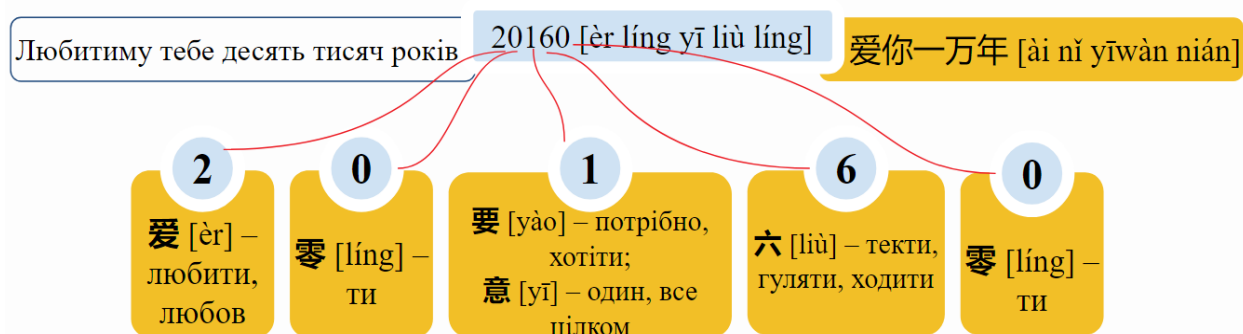 Любитиму тебе десять тисяч років
20160 [èr líng yī liù líng]
爱你一万年 [ài nǐ yīwàn nián]
2
爱 [èr] –
любити,
любов
0
零 [líng] –
ти
1
要 [yào] – потрібно,
хотіти;
意 [yī] – один, все
цілком
6
六 [liù] – текти,
гуляти, ходити
0
零 [líng] –
ти